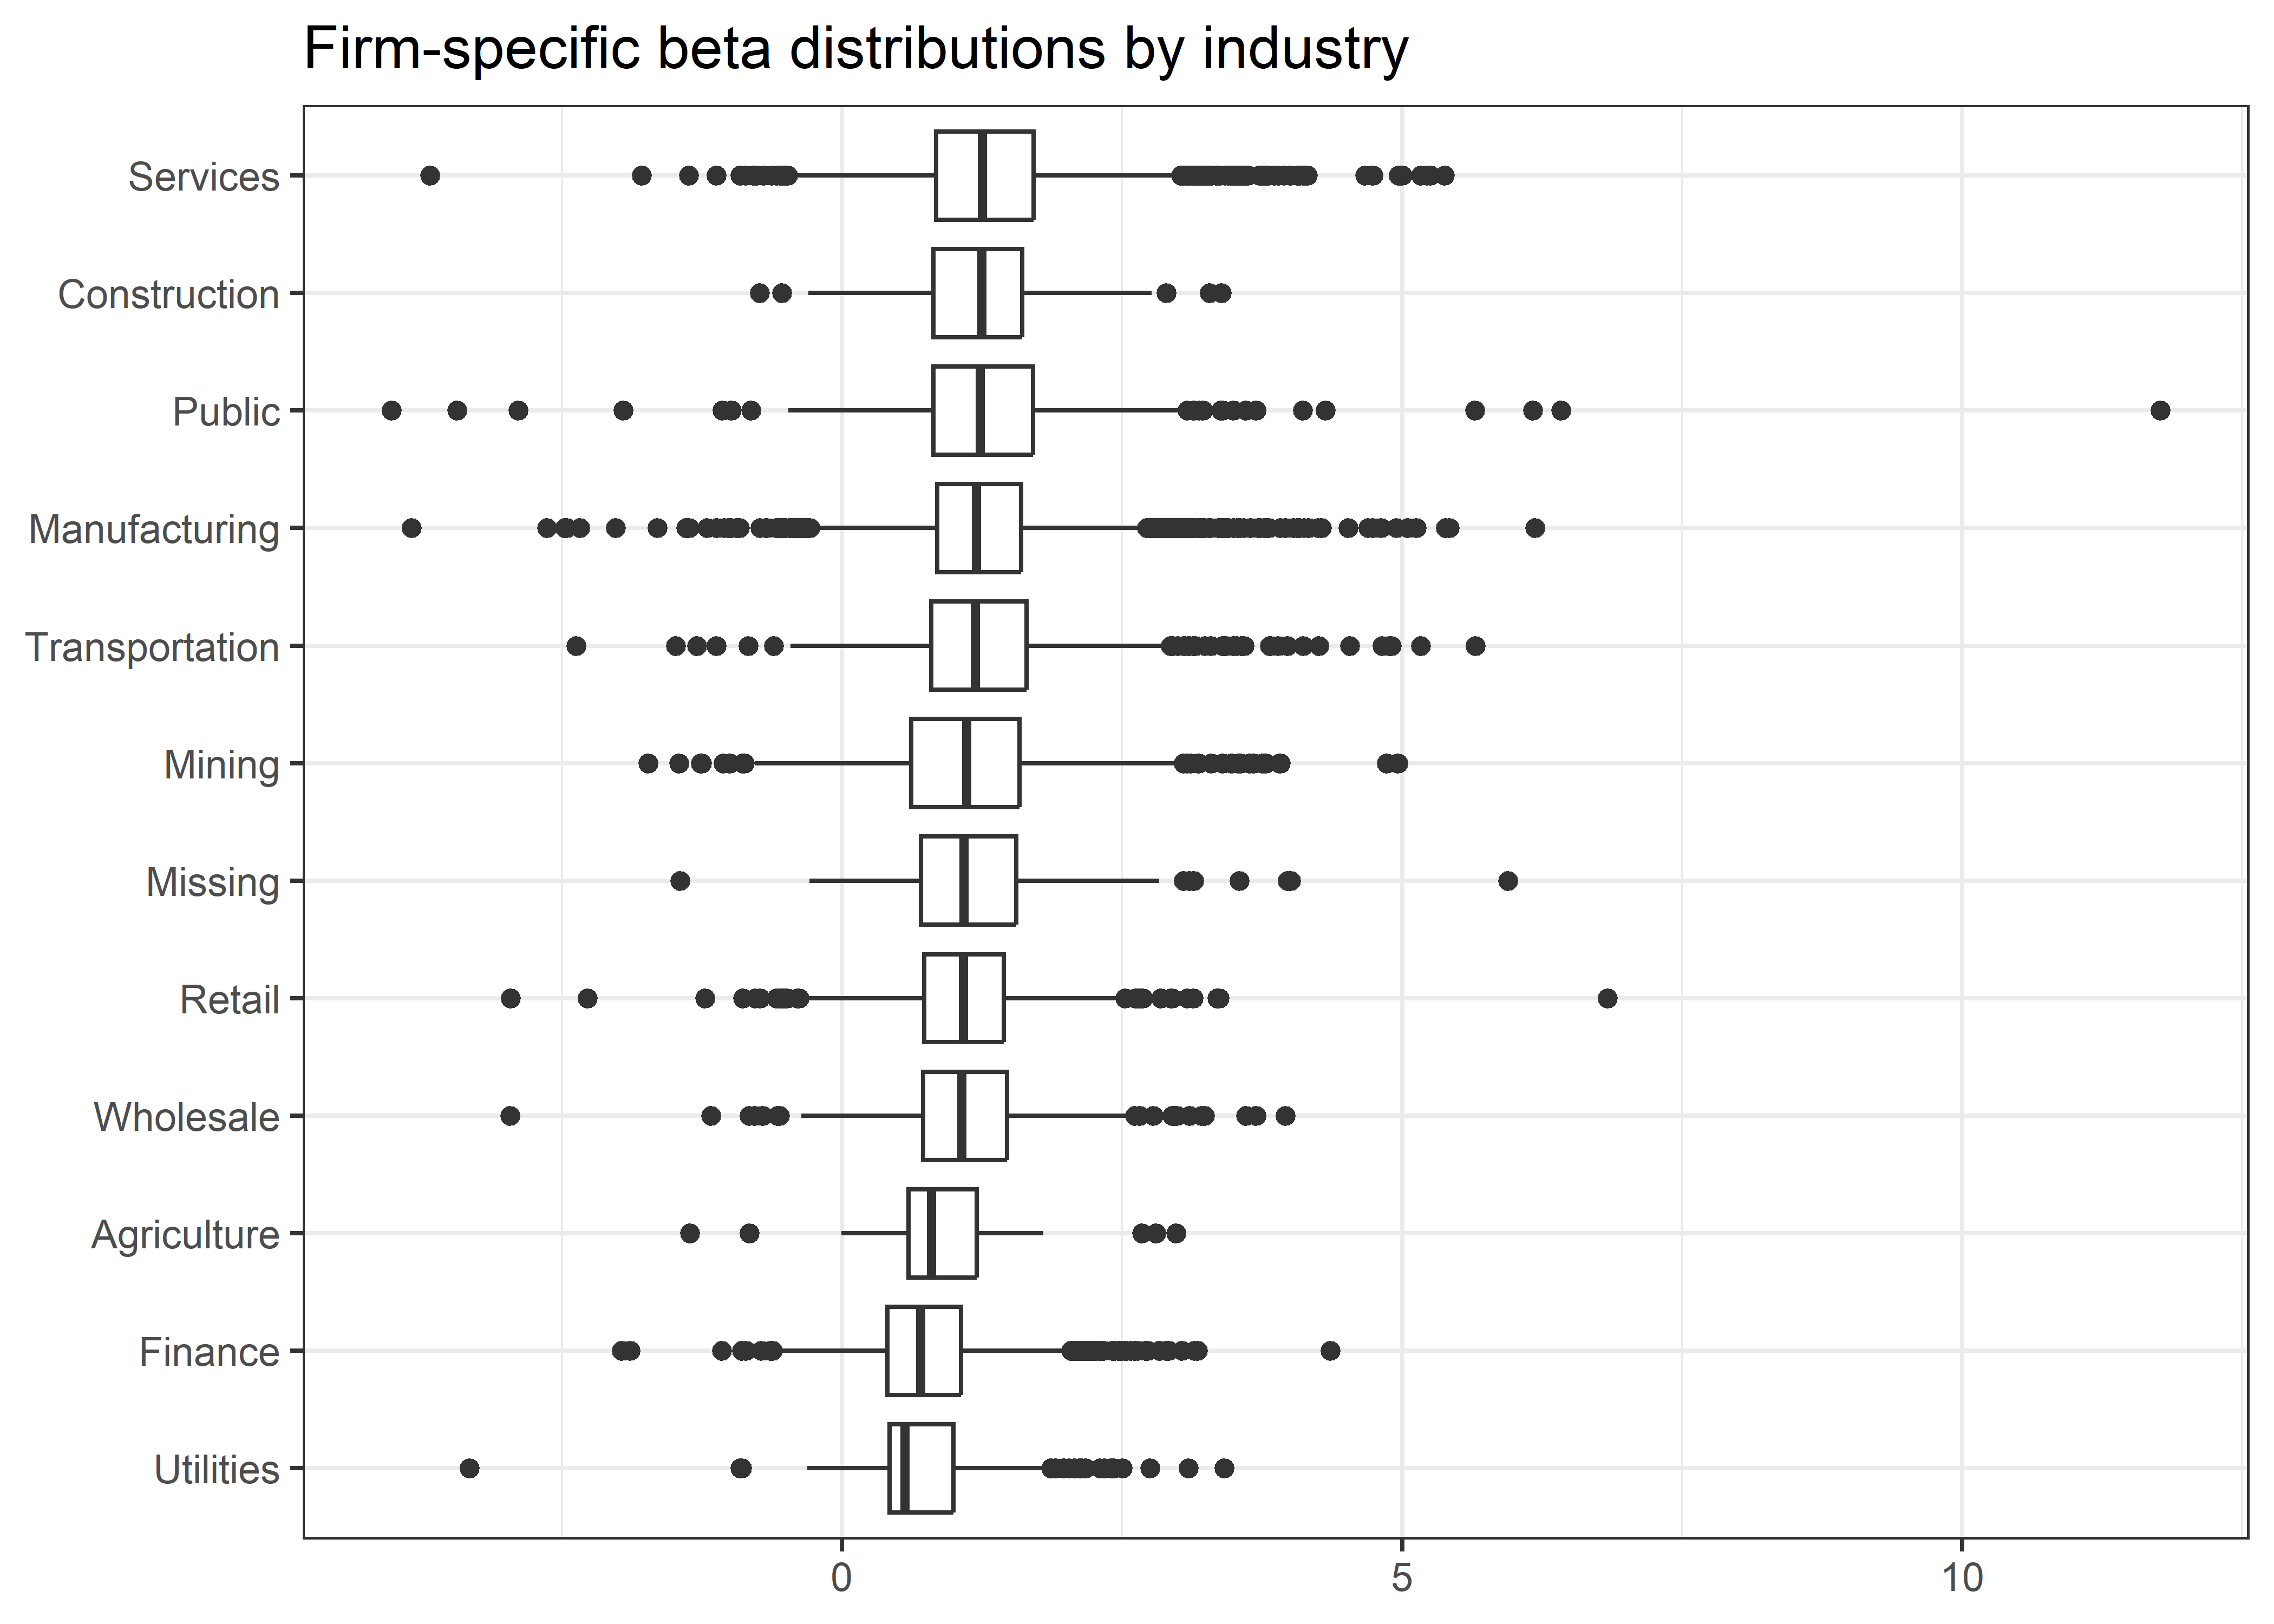 Firm-specific beta distributions by industry
Services
Construction
Public
Manufacturing
Transportation
Mining
Missing
Retail
Wholesale
Agriculture
Finance
Utilities
0 5 10